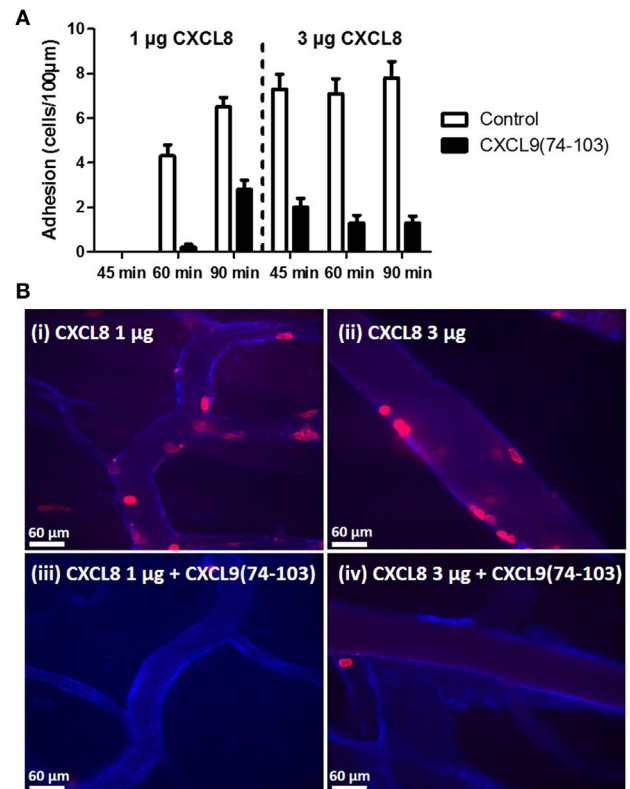 A
Adhesion (cells/100µm)
10
8
6
4
2
0
1 µg CXCL8
3 µg CXCL8
Control
CXCL9(74-103)
45 min 60 min 90 min 45 min 60 min 90 min
B
(i) CXCL8 1 µg
60 µm
(ii) CXCL8 3 µg
60 µm
(iii) CXCL8 1 µg + CXCL9(74-103)
60 µm
(iv) CXCL8 3 µg + CXCL9(74-103)
60 µm